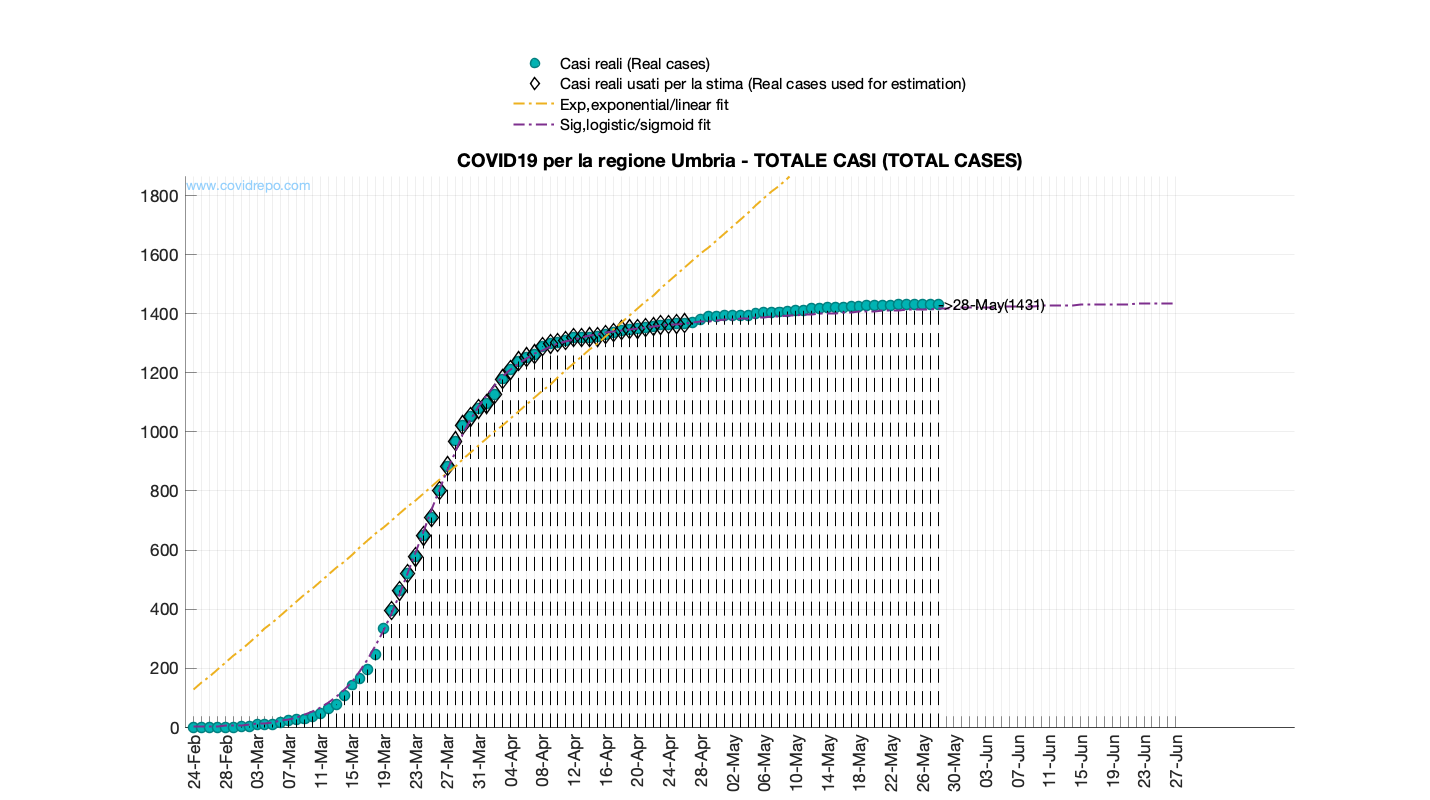 Casi reali (Real cases)
Casi reali usati per la stima (Real cases used for estimation)
Exp,exponential/linear fit
Sig,logistic/sigmoid fit
COVID19 per la regione Umbria - TOTALE CASI (TOTAL CASES)
www.covidrepo.com
1800
1600
1400
1200
1000
800
600
400
200
0
>28-May(1431)
24-Feb
28-Feb
03-Mar
07-Mar
11-Mar
15-Mar
19-Mar
23-Mar
27-Mar
31-Mar
04-Apr
08-Apr
12-Apr
16-Apr
20-Apr
24-Apr
28-Apr
02-May
06-May
10-May
14-May
18-May
22-May
26-May
30-May
03-Jun
07-Jun
11-Jun
15-Jun
19-Jun
23-Jun
27-Jun